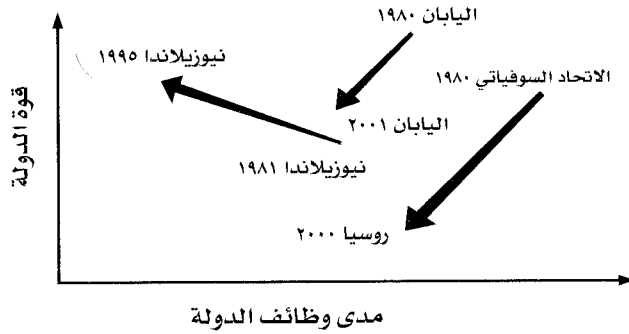 اليابان ١٩٨٠
نيوزيلاندا ١٩٩٥
الاتحاد السوفياتي ١٩٨٠
اليابان ٢٠٠١
نيوزيلاندا ١٩٨١
روسيا ٢٠٠٠
قوة الدولة
مدى وظائف الدولة